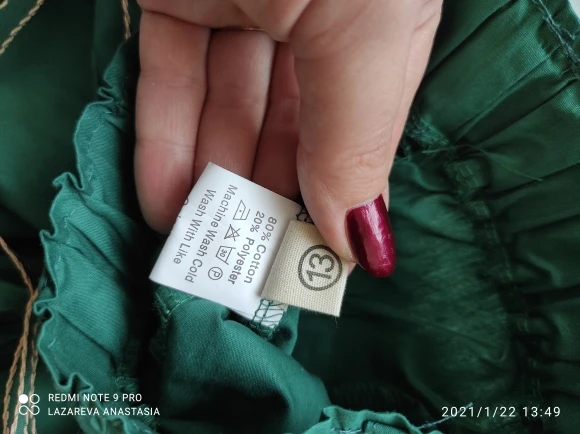 80% Cotton
20% Polyester
30
P
Machine Wash Cold
Wash With Like
13
REDMI NOTE 9 PRO
LAZAREVA ANASTASIA
2021/1/22 13:49